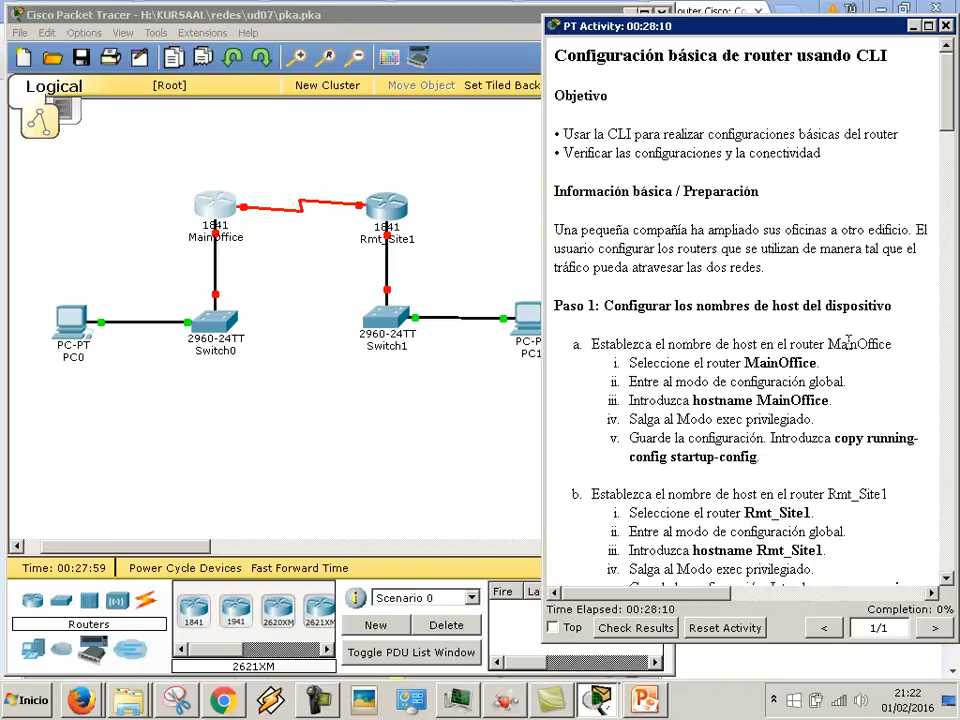 Cisco Packet Tracer - H:\KURSAAL\redes\ud07\pka.pka
File Edit Options View Tools Extensions Help
Logical
[Root]
New Cluster
Move Object
Set Tiled Back
MainOffice
1841
1841
Rmt_Site1
PC-PT
PC0
2960-24TT
Switch0
2960-24TT
Switch1
PC-P
PC1
Time: 00:27:59
Power Cycle Devices Fast Forward Time
Routers
1841
1941
2620XM
2621XM
2621XM
Scenario 0
New
Delete
Toggle PDU List Window
Fire
La
router Cisco: Co
PT Activity: 00:28:10
Configuración básica de router usando CLI
Objetivo
• Usar la CLI para realizar configuraciones básicas del router
• Verificar las configuraciones y la conectividad
Información básica / Preparación
Una pequeña compañía ha ampliado sus oficinas a otro edificio. El
usuario configurar los routers que se utilizan de manera tal que el
tráfico pueda atravesar las dos redes.
Paso 1: Configurar los nombres de host del dispositivo
a. Establezca el nombre de host en el router MainOffice
i. Seleccione el router MainOffice.
ii. Entre al modo de configuración global.
iii. Introduzca hostname MainOffice.
iv. Salga al Modo exec privilegiado.
v. Guarde la configuración. Introduzca copy running-
config startup-config.
b. Establezca el nombre de host en el router Rmt_Site1
i. Seleccione el router Rmt_Site1.
ii. Entre al modo de configuración global.
iii. Introduzca hostname Rmt_Site1.
iv. Salga al Modo exec privilegiado.
Time Elapsed: 00:28:10
Completion: 0%
Top
Check Results
Reset Activity
<
1/1
>
Inicio
21:22
01/02/2016